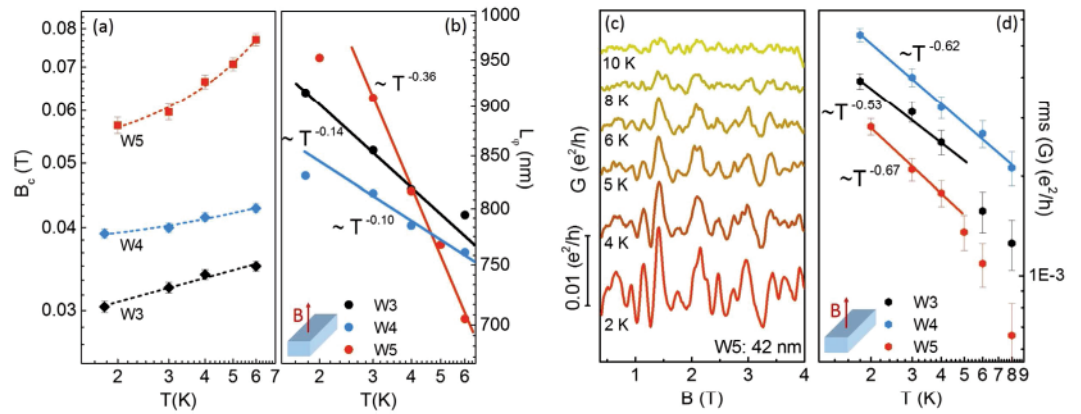 (a)
0.08
0.07
0.06
0.05
0.04
0.03
B_c (T)
W5
W4
W3
2 3 4 5 6 7
T(K)
(b)
1000
950
900
850
800
750
700
L_φ (nm)
~ T^-0.36
~ T^-0.14
~ T^-0.10
B
W3
W4
W5
2 3 4 5 6
T(K)
(c)
10 K
8 K
6 K
5 K
4 K
2 K
G (e²/h)
0.01 (e²/h)
W5: 42 nm
1 2 3 4
B (T)
(d)
~ T^-0.62
~T^-0.53
~T^-0.67
rms (G) (e²/h)
1E-3
B
W3
W4
W5
2 3 4 5 6 7 8 9
T (K)